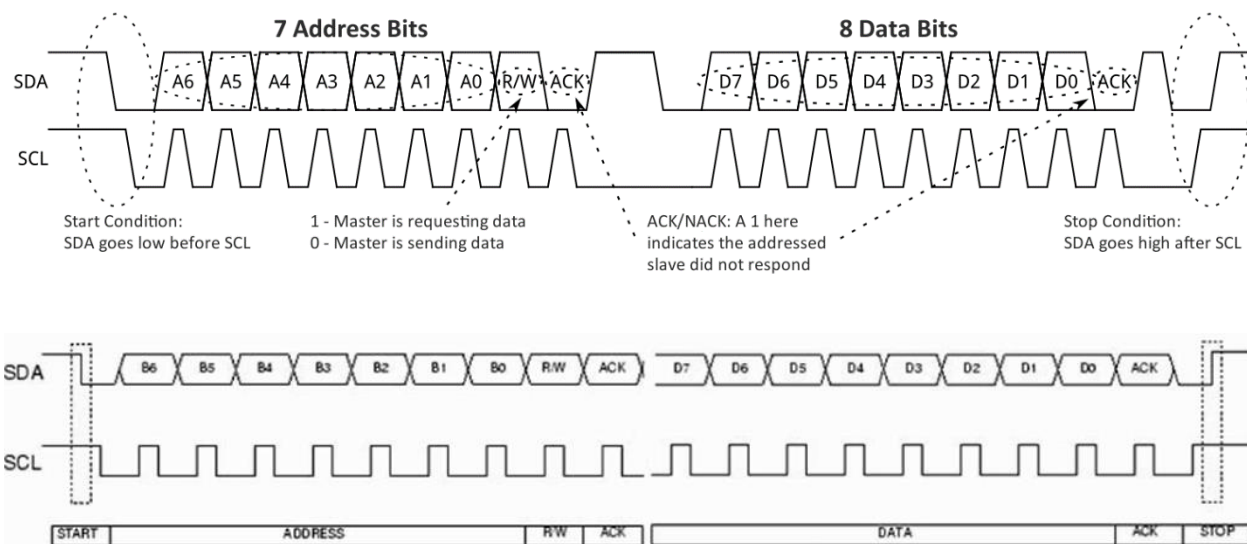 7 Address Bits 8 Data Bits
SDA A6 A5 A4 A3 A2 A1 A0 R/W ACK D7 D6 D5 D4 D3 D2 D1 D0 ACK
SCL
Start Condition:
SDA goes low before SCL
1 - Master is requesting data
0 - Master is sending data
ACK/NACK: A 1 here
indicates the addressed
slave did not respond
Stop Condition:
SDA goes high after SCL
SDA B6 B5 B4 B3 B2 B1 B0 R/W ACK D7 D6 D5 D4 D3 D2 D1 D0 ACK
SCL
START ADDRESS R/W ACK DATA ACK STOP